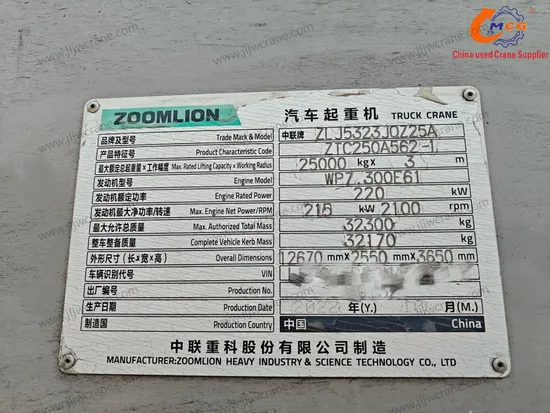 MCG
China used Crane Supplier
www.jljwcrane.com
ZOOMLION 汽车起重机 TRUCK CRANE
品牌及型号 Trade Mark & Model 中联牌 ZLJ5323JQZ25A
产品特征号 Product Characteristic Code ZTC250A562-1
最大额定总起重量×工作幅度 Max. Rated Lifting Capacity × Working Radius 25000 kg x 3 m
发动机型号 Engine Model WP7.300E61
发动机额定功率 Engine Rated Power 220 kW
发动机最大净功率/转速 Max. Engine Net Power/RPM 215 kW 2100 rpm
最大允许总质量 Max. Authorized Total Mass 32300 kg
整车整备质量 Complete Vehicle Kerb Mass 32170 kg
外形尺寸(长×宽×高) Overall Dimensions 12670 mm x 2550 mm x 3650 mm
车辆识别代号 VIN
出厂编号 Production No.
生产日期 Production Date 年(Y.) 月(M.)
制造国 Production Country 中国 China
中联重科股份有限公司制造
MANUFACTURER:ZOOMLION HEAVY INDUSTRY & SCIENCE TECHNOLOGY CO., LTD